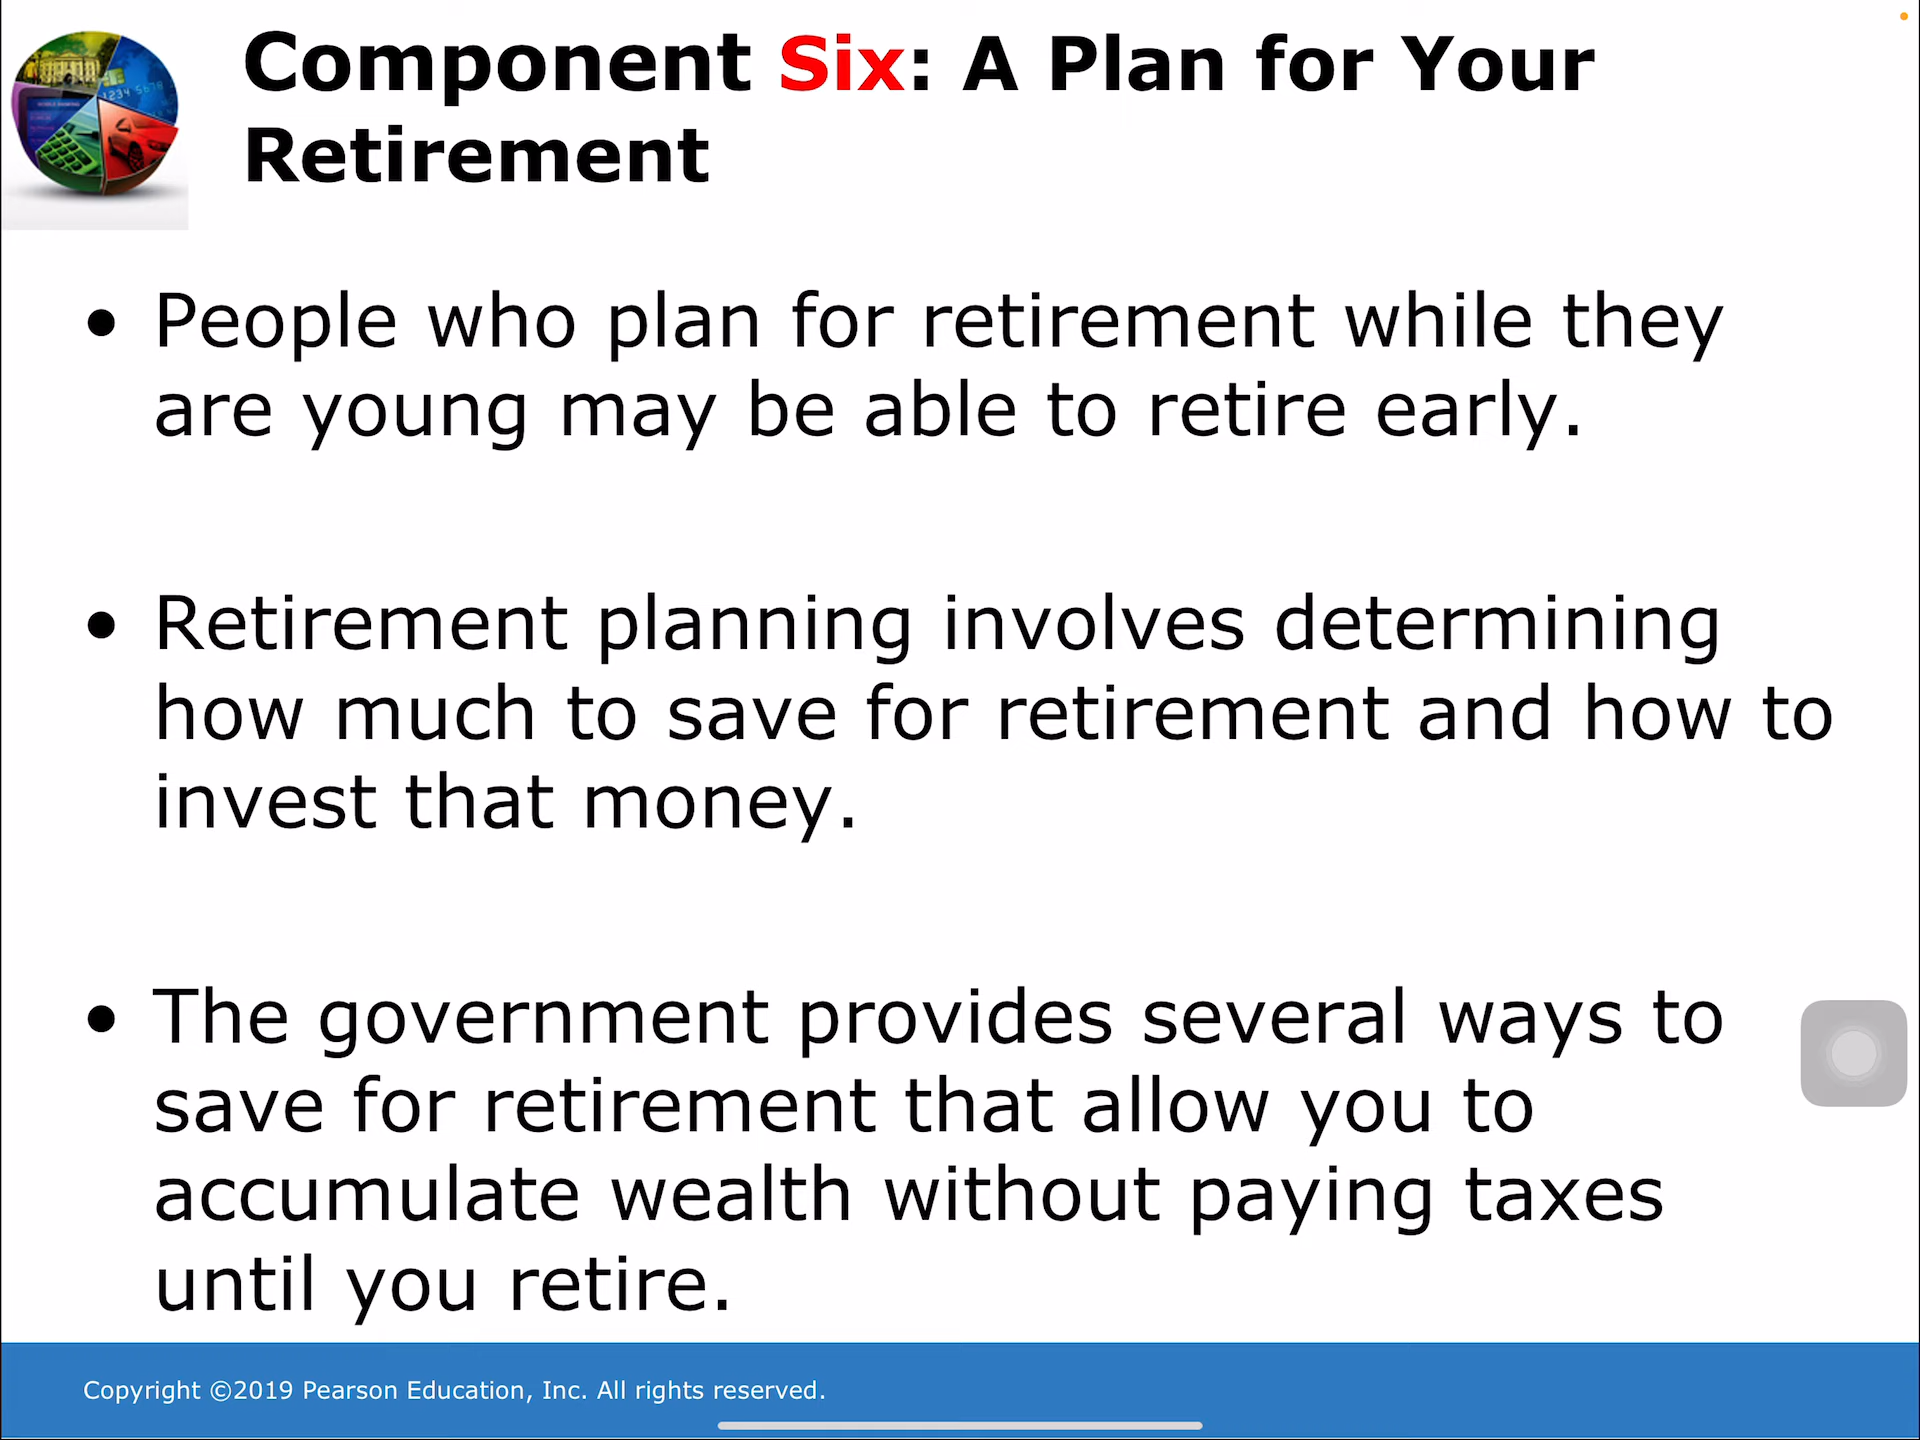 Component Six: A Plan for Your
Retirement
1234 5678
• People who plan for retirement while they
are young may be able to retire early.
• Retirement planning involves determining
how much to save for retirement and how to
invest that money.
• The government provides several ways to
save for retirement that allow you to
accumulate wealth without paying taxes
until you retire.
Copyright ©2019 Pearson Education, Inc. All rights reserved.